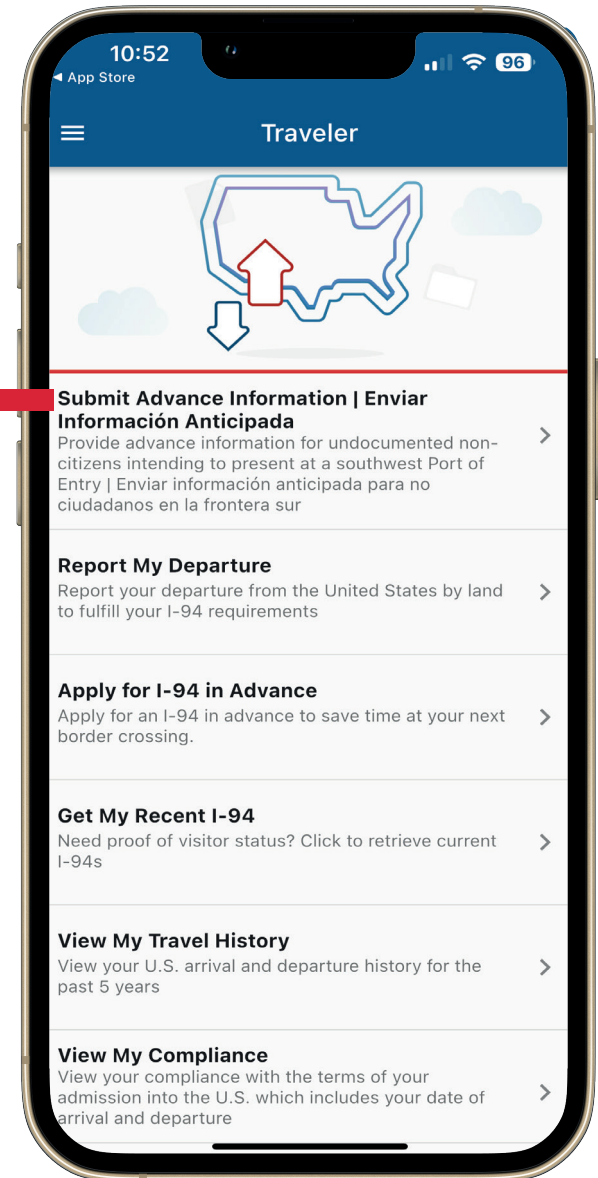 10:52
96
App Store
Traveler
Submit Advance Information | Enviar
Información Anticipada
Provide advance information for undocumented non-
citizens intending to present at a southwest Port of
Entry | Enviar información anticipada para no
ciudadanos en la frontera sur
Report My Departure
Report your departure from the United States by land
to fulfill your I-94 requirements
Apply for I-94 in Advance
Apply for an I-94 in advance to save time at your next
border crossing.
Get My Recent I-94
Need proof of visitor status? Click to retrieve current
I-94s
View My Travel History
View your U.S. arrival and departure history for the
past 5 years
View My Compliance
View your compliance with the terms of your
admission into the U.S. which includes your date of
arrival and departure